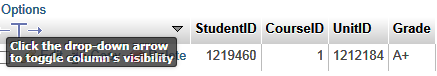 Options
StudentID CourseID UnitID Grade
Click the drop-down arrow
to toggle column's visibility
1219460 1 1212184 A+